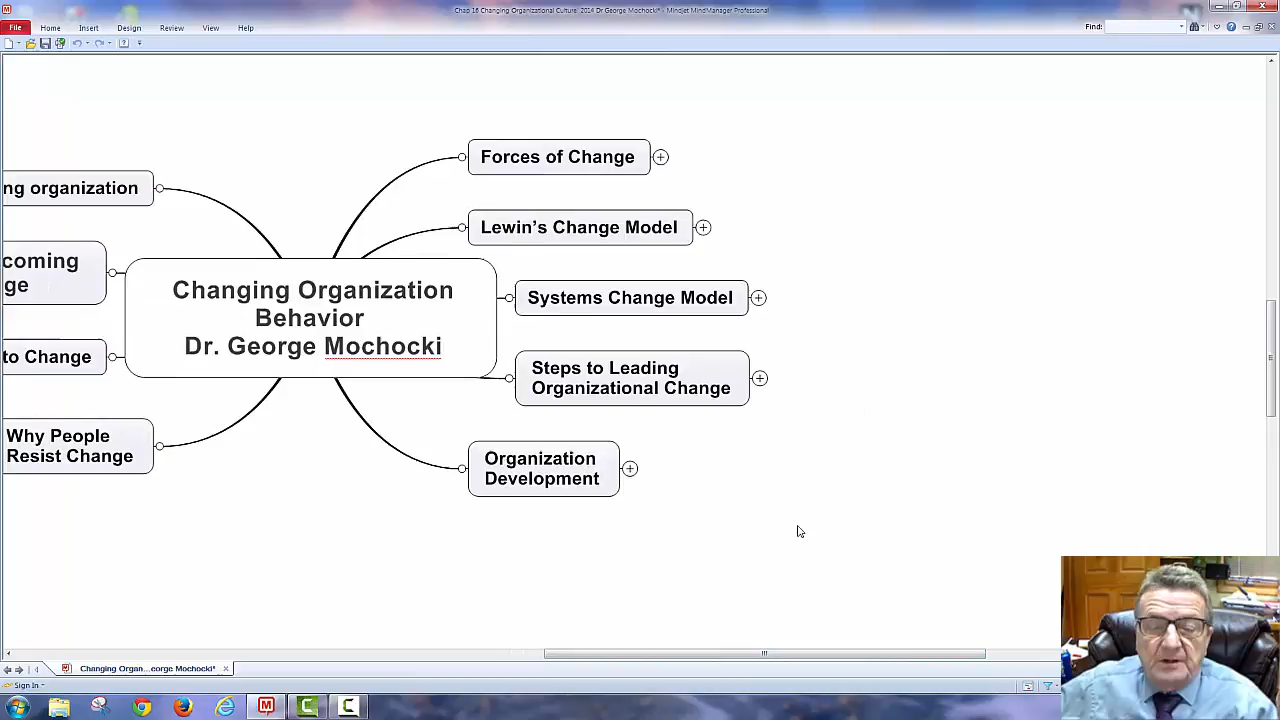 Chap 16 Changing Organizational Culture 2014 Dr George Mochocki* - Mindjet MindManager Professional
File Home Insert Design Review View Help Find:
Forces of Change
ng organization
Lewin's Change Model
coming
ge
Changing Organization
Behavior
Dr. George Mochocki
Systems Change Model
to Change
Steps to Leading
Organizational Change
Why People
Resist Change
Organization
Development
Changing Organ...eorge Mochocki*
Sign In